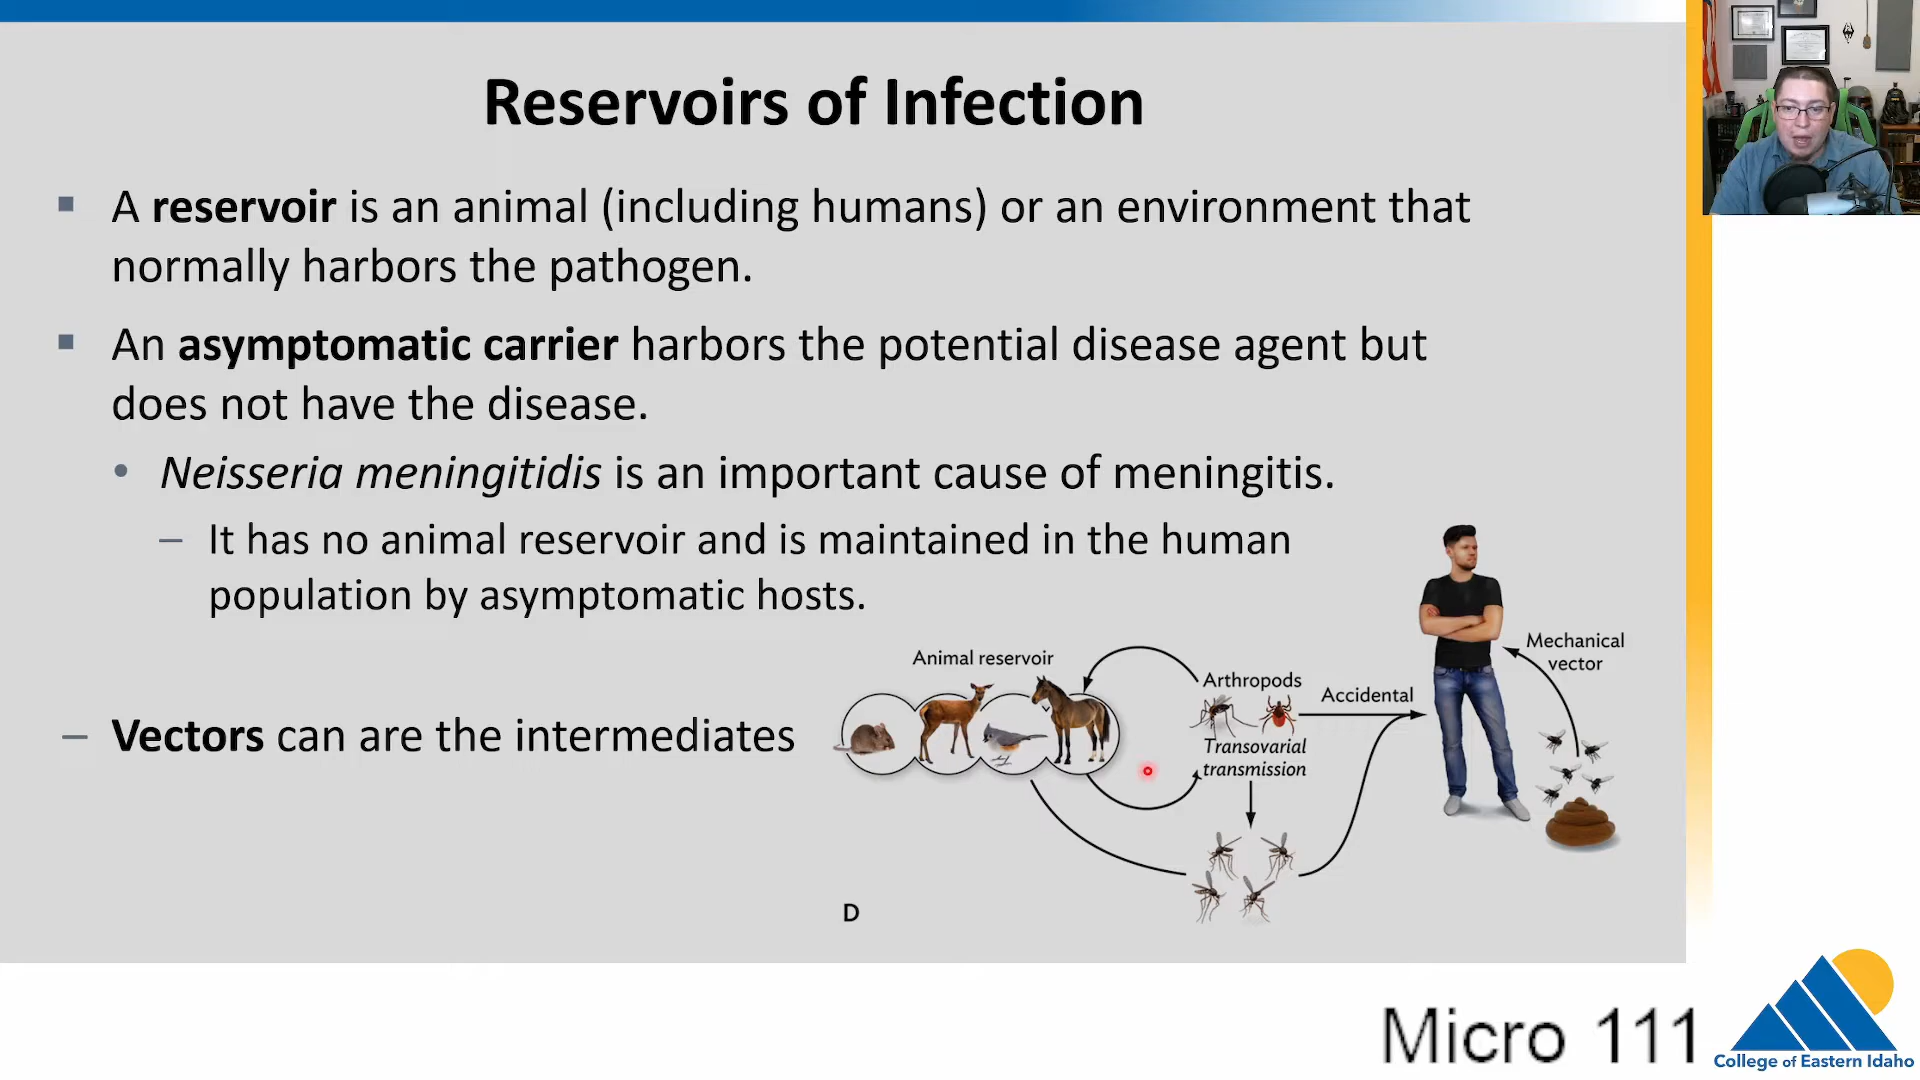 Reservoirs of Infection
A reservoir is an animal (including humans) or an environment that
normally harbors the pathogen.
An asymptomatic carrier harbors the potential disease agent but
does not have the disease.
Neisseria meningitidis is an important cause of meningitis.
– It has no animal reservoir and is maintained in the human
population by asymptomatic hosts.
– Vectors can are the intermediates
Animal reservoir
Arthropods
Transovarial
transmission
Accidental
Mechanical
vector
D
Micro 111
College of Eastern Idaho